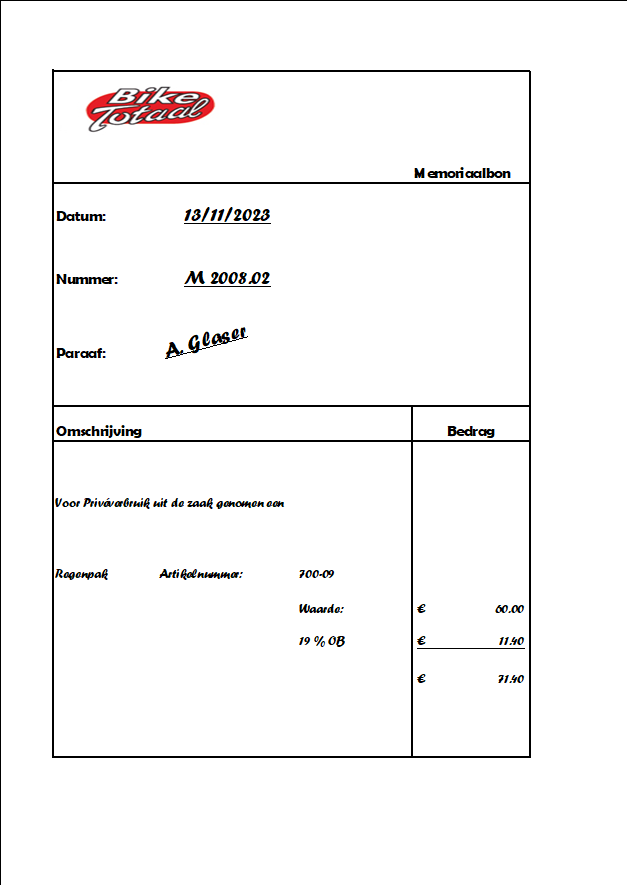 Bike
Totaal
Memoriaalbon
Datum: 13/11/2023
Nummer: M 2008.02
Paraaf: A. Glaser
Omschrijving Bedrag
Voor Privéverbruik uit de zaak genomen een
Regenpak Artikelnummer: 700-09
Waarde: € 60.00
19 % OB € 11.40
€ 71.40